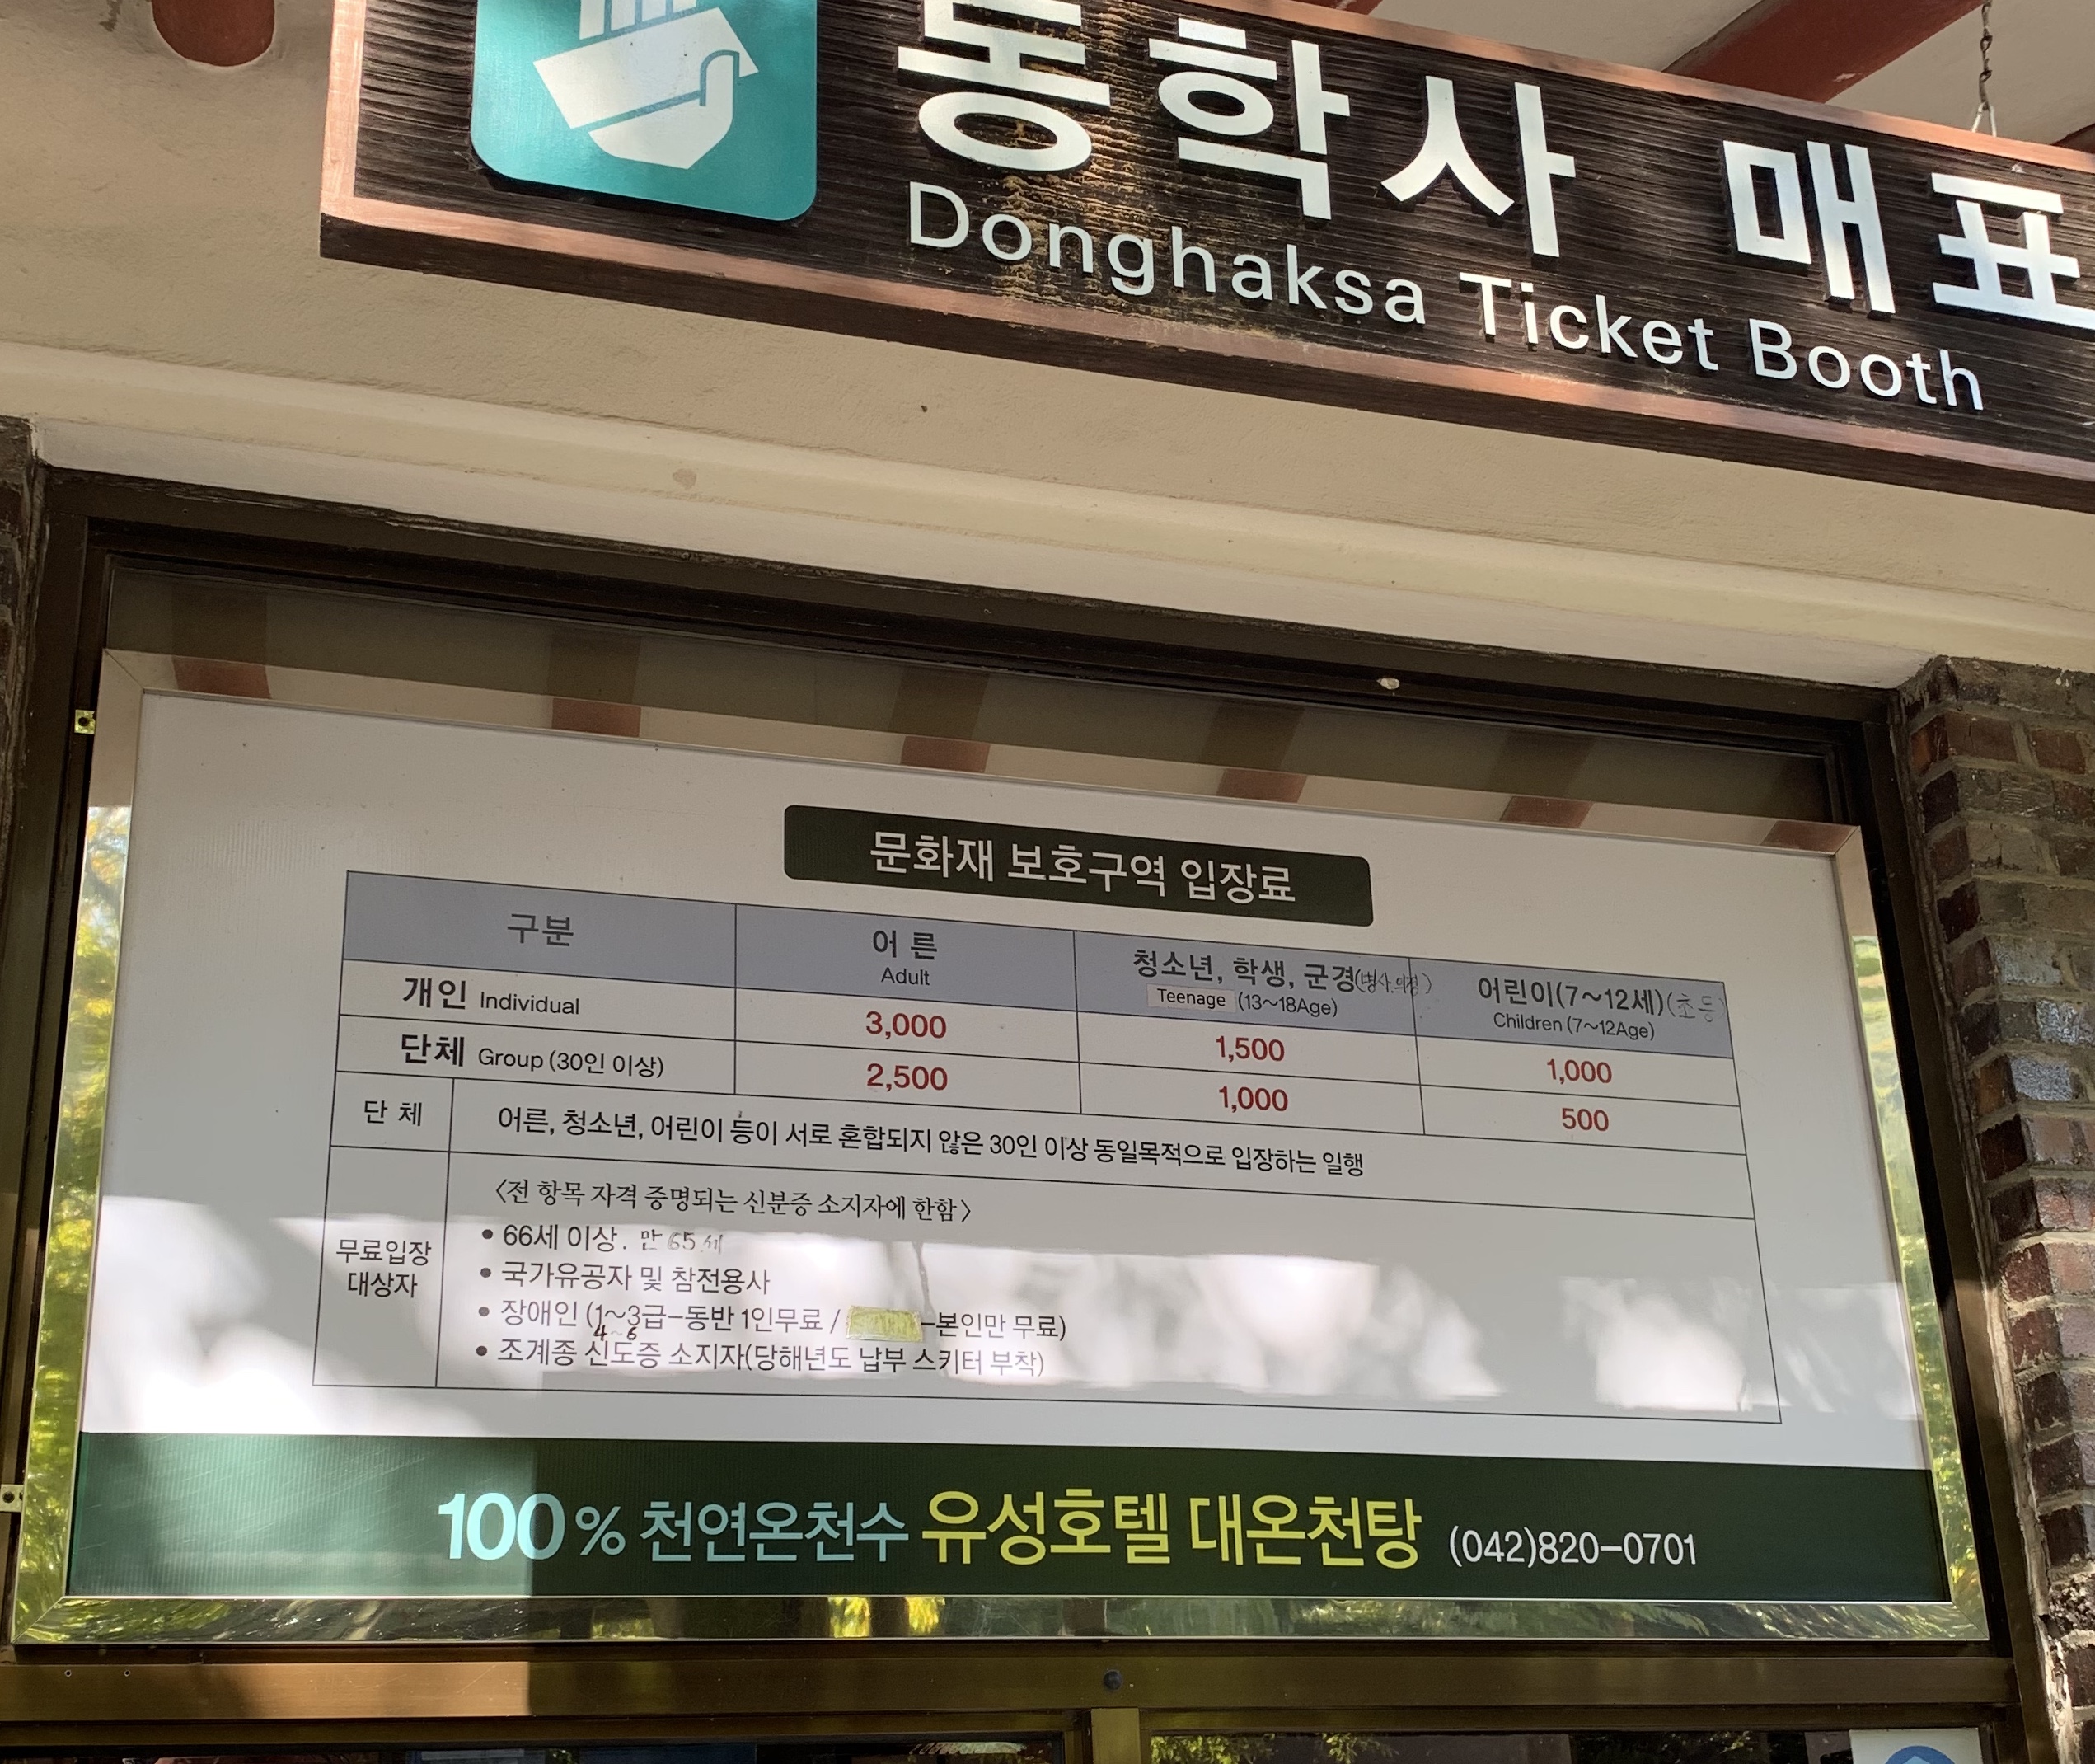 동학사 매표
Donghaksa Ticket Booth
문화재 보호구역 입장료
구분
어 른
Adult
청소년, 학생, 군경
Teenage (13~18Age)
어린이(7~12세)(초등)
Children (7~12Age)
개인 Individual
3,000
1,500
1,000
단체 Group (30인 이상)
2,500
1,000
500
단 체
어른, 청소년, 어린이 등이 서로 혼합되지 않은 30인 이상 동일목적으로 입장하는 일행
무료입장
대상자
〈전 항목 자격 증명되는 신분증 소지자에 한함〉
• 66세 이상. 만 65세
• 국가유공자 및 참전용사
• 장애인 (1~3급-동반 1인무료 / -본인만 무료)
4~6
• 조계종 신도증 소지자(당해년도 납부 스키터 부착)
100% 천연온천수 유성호텔 대온천탕 (042)820-0701